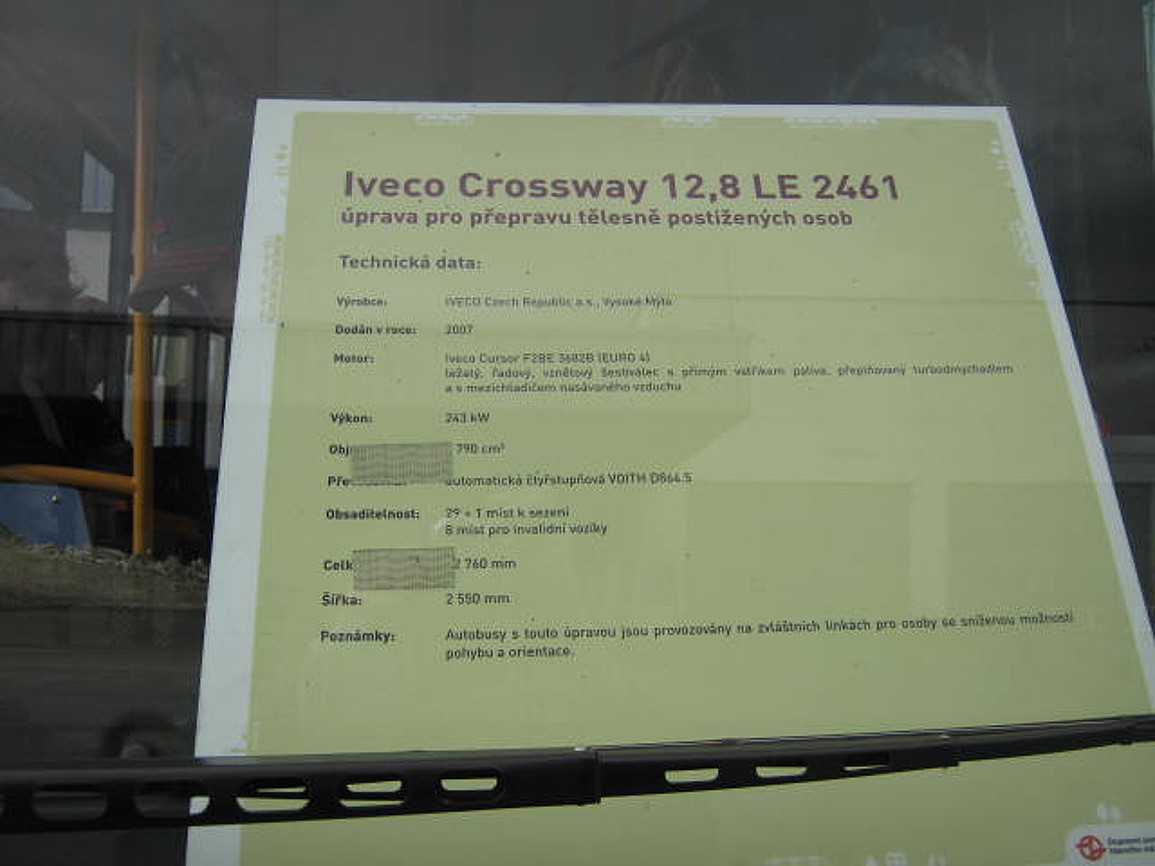 Iveco Crossway 12,8 LE 2461
úprava pro přepravu tělesně postižených osob
Technická data:
Výrobce: IVECO Czech Republic a.s., Vysoké Mýto
Dodán v roce: 2007
Motor: Iveco Cursor F2BE 3682B (EURO 4)
ležatý, řadový, vznětový šestiválec s přímým vstřikem paliva, přeplňovaný turbodmychadlem
a s mezichladičem nasávaného vzduchu
Výkon: 243 kW
790 cm³
automatická čtyřstupňová VOITH D864.5
Obsaditelnost: 29 + 1 míst k sezení
8 míst pro invalidní vozíky
2 760 mm
Šířka: 2 550 mm
Poznámky: Autobusy s touto úpravou jsou provozovány na zvláštních linkách pro osoby se sníženou možností
pohybu a orientace.